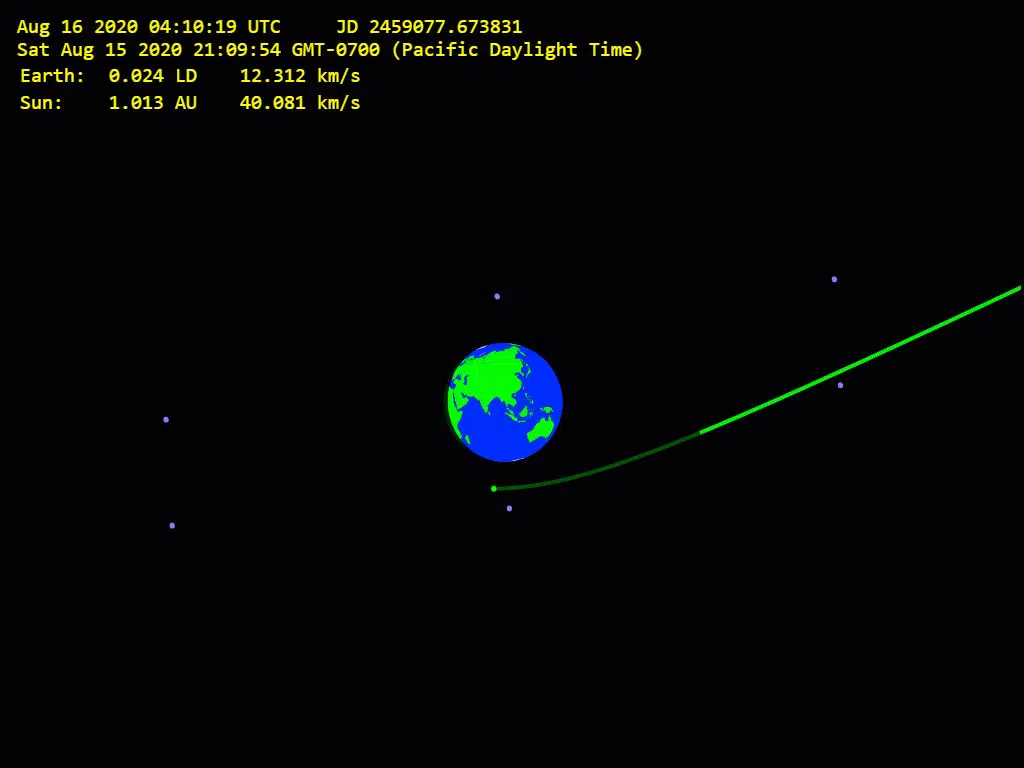 Aug 16 2020 04:10:19 UTC     JD 2459077.673831
Sat Aug 15 2020 21:09:54 GMT-0700 (Pacific Daylight Time)
Earth:  0.024 LD    12.312 km/s
Sun:    1.013 AU    40.081 km/s